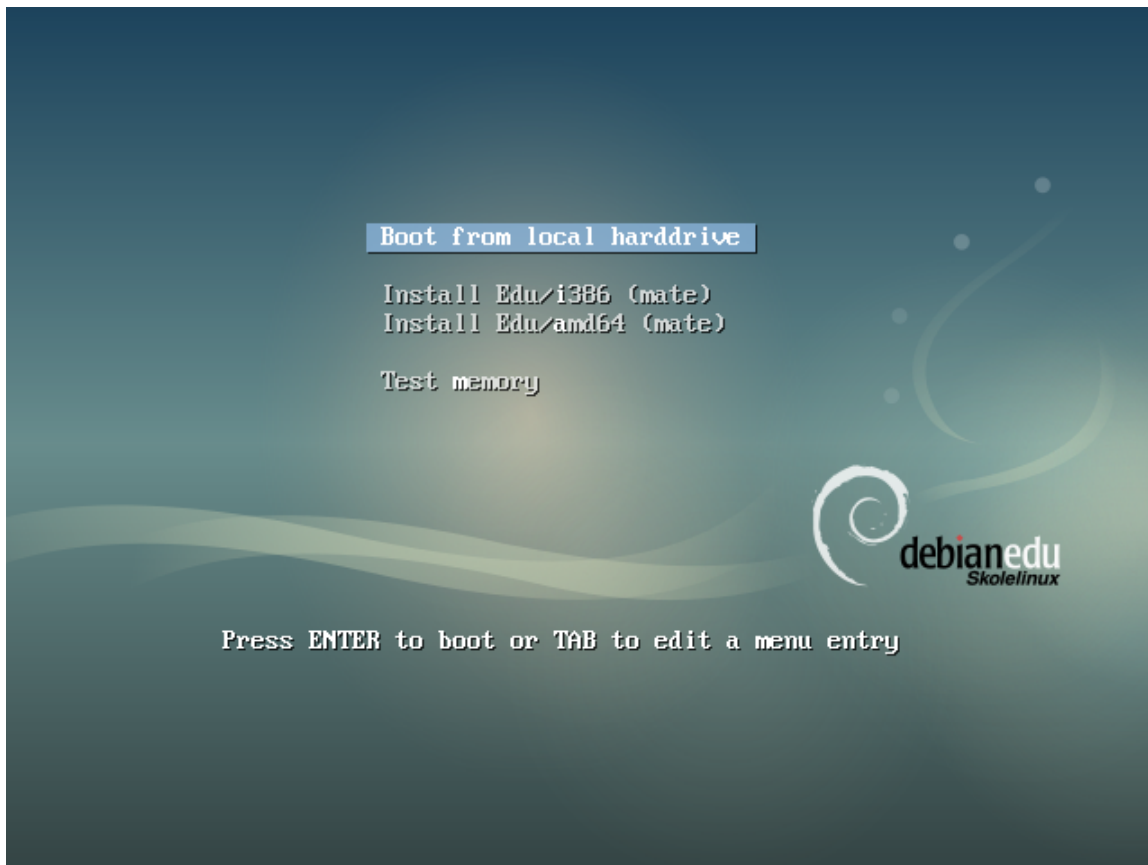 Boot from local harddrive
Install Edu/i386 (mate)
Install Edu/amd64 (mate)
Test memory
debianedu
Skolelinux
Press ENTER to boot or TAB to edit a menu entry